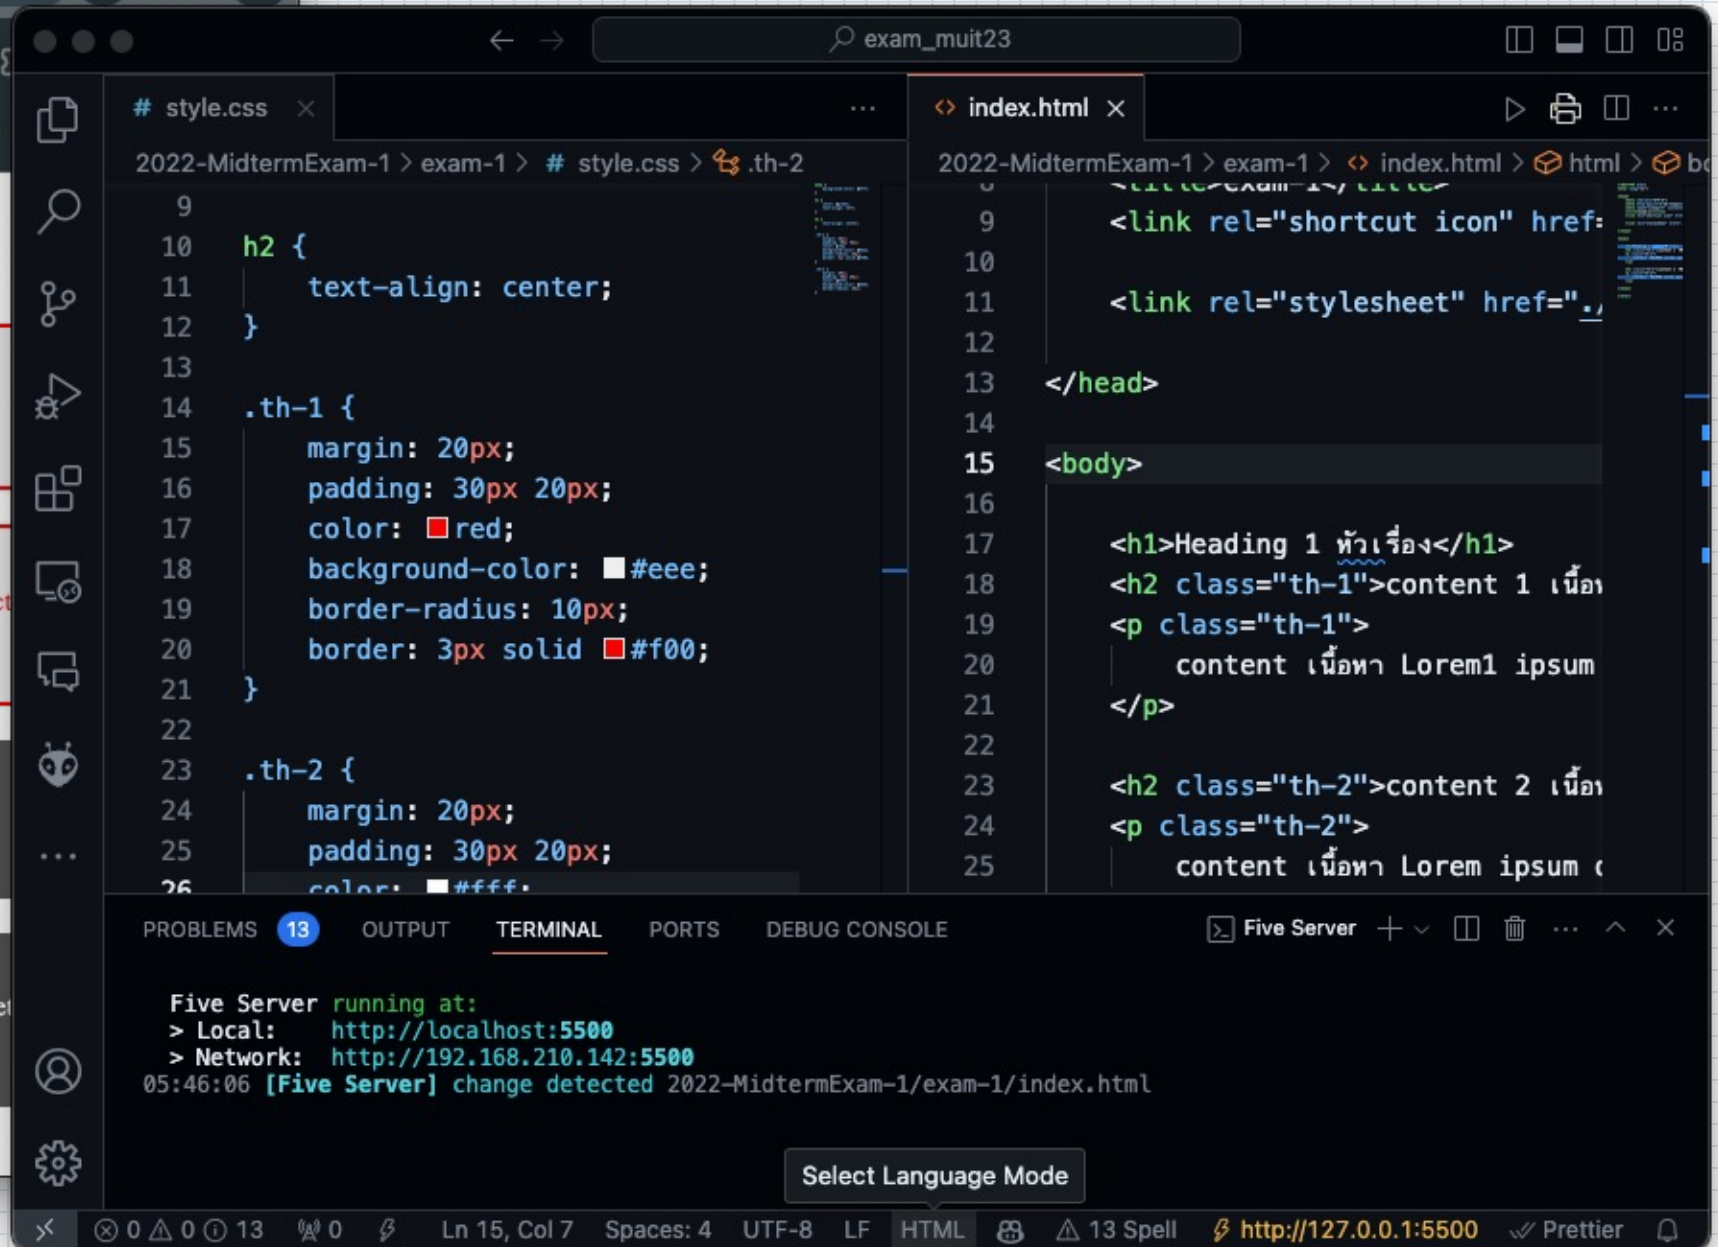 exam_muit23
# style.css
2022-MidtermExam-1 > exam-1 > # style.css > .th-2
9
10 h2 {
11 text-align: center;
12 }
13
14 .th-1 {
15 margin: 20px;
16 padding: 30px 20px;
17 color: red;
18 background-color: #eee;
19 border-radius: 10px;
20 border: 3px solid #f00;
21 }
22
23 .th-2 {
24 margin: 20px;
25 padding: 30px 20px;
26 color: #fff;
<> index.html
2022-MidtermExam-1 > exam-1 > <> index.html > html >
8 <title>exam-1</title>
9 <link rel="shortcut icon" href=
10
11 <link rel="stylesheet" href="./
12
13 </head>
14
15 <body>
16
17 <h1>Heading 1 หัวเรื่อง</h1>
18 <h2 class="th-1">content 1
19 <p class="th-1">
20 content เนื้อหา Lorem1 ipsum
21 </p>
22
23 <h2 class="th-2">content 2
24 <p class="th-2">
25 content เนื้อหา Lorem ipsum
PROBLEMS 13 OUTPUT TERMINAL PORTS DEBUG CONSOLE Five Server
Five Server running at:
> Local: http://localhost:5500
> Network: http://192.168.210.142:5500
05:46:06 [Five Server] change detected 2022-MidtermExam-1/exam-1/index.html
Select Language Mode
0 0 13 0 Ln 15, Col 7 Spaces: 4 UTF-8 LF HTML 13 Spell http://127.0.0.1:5500 Prettier